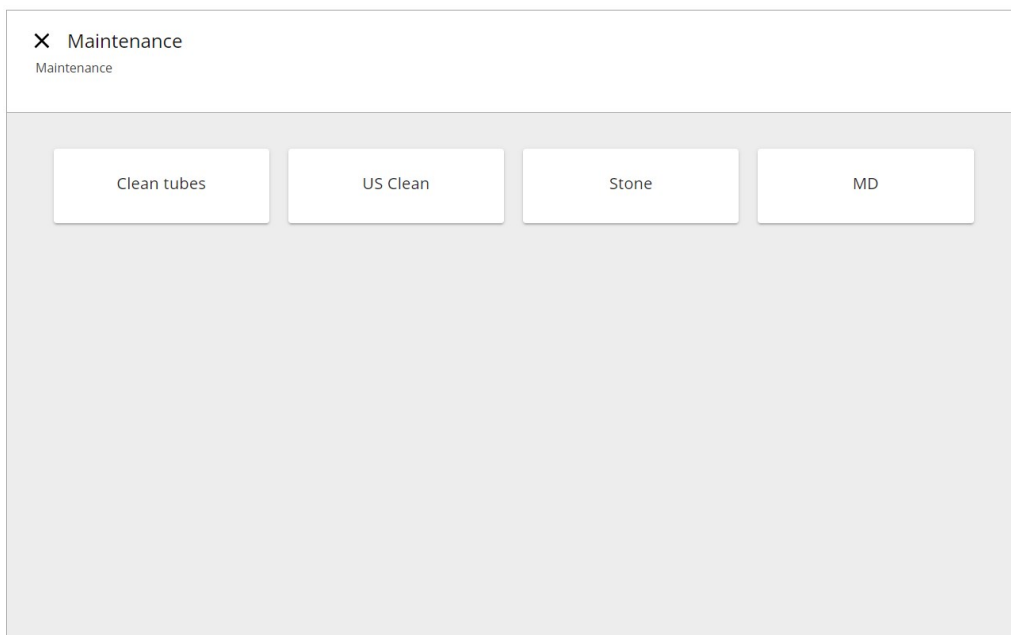 Maintenance
Maintenance
Clean tubes
US Clean
Stone
MD